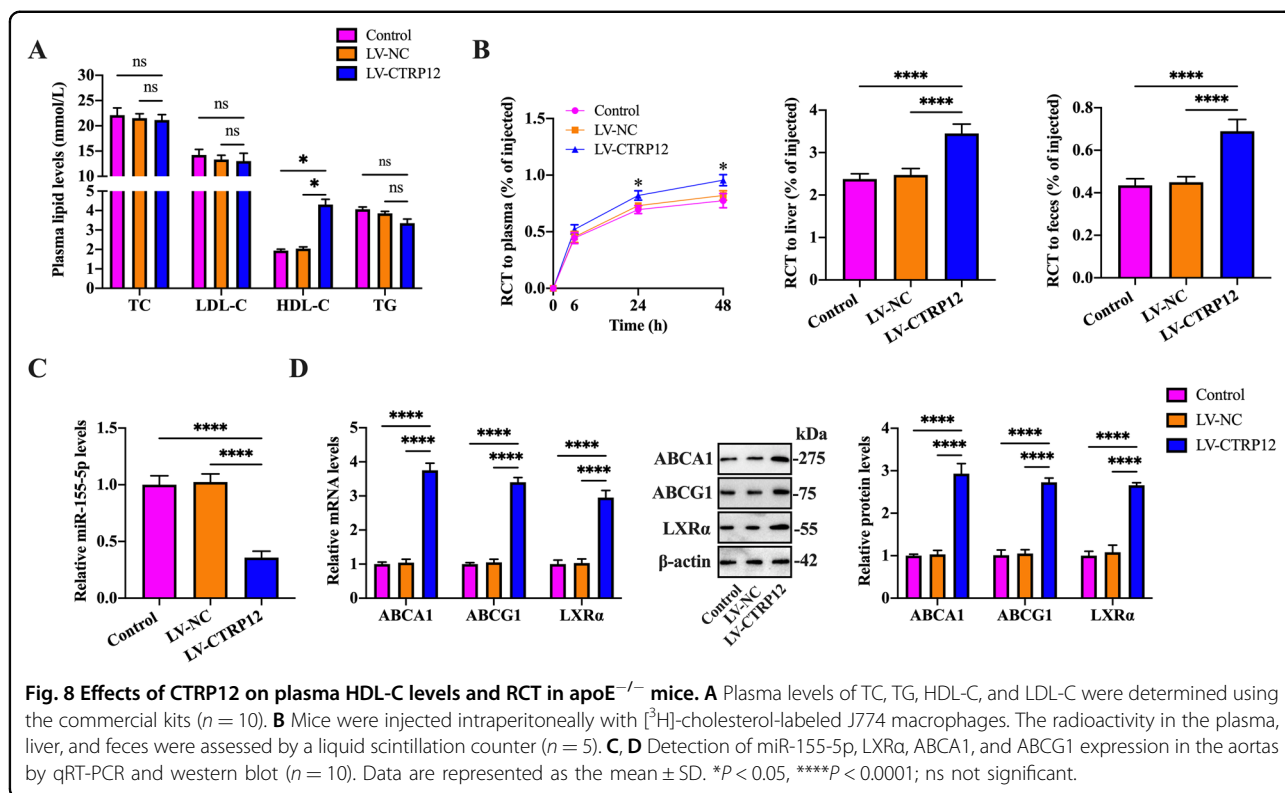 A
Control
LV-NC
LV-CTRP12
Plasma lipid levels (mmol/L)
30
25
20
15
10
5
4
3
2
1
0
ns
ns
ns
ns
*
*
ns
ns
TC
LDL-C
HDL-C
TG
B
Control
LV-NC
LV-CTRP12
RCT to plasma (% of injected)
1.5
1.0
0.5
0.0
*
*
0
6
24
48
Time (h)
RCT to liver (% of injected)
5
4
3
2
1
0
****
****
Control
LV-NC
LV-CTRP12
RCT to feces (% of injected)
0.8
0.6
0.4
0.2
0.0
****
****
Control
LV-NC
LV-CTRP12
C
Relative miR-155-5p levels
1.5
1.0
0.5
0.0
****
****
Control
LV-NC
LV-CTRP12
D
Relative mRNA levels
5
4
3
2
1
0
****
****
****
****
****
****
ABCA1
ABCG1
LXRα
kDa
ABCA1 -275
ABCG1 -75
LXRα -55
β-actin -42
Control
LV-NC
LV-CTRP12
Relative protein levels
4
3
2
1
0
****
****
****
****
****
****
ABCA1
ABCG1
LXRα
Control
LV-NC
LV-CTRP12
Fig. 8 Effects of CTRP12 on plasma HDL-C levels and RCT in apoE−/− mice. A Plasma levels of TC, TG, HDL-C, and LDL-C were determined using
the commercial kits (n = 10). B Mice were injected intraperitoneally with [³H]-cholesterol-labeled J774 macrophages. The radioactivity in the plasma,
liver, and feces were assessed by a liquid scintillation counter (n = 5). C, D Detection of miR-155-5p, LXRα, ABCA1, and ABCG1 expression in the aortas
by qRT-PCR and western blot (n = 10). Data are represented as the mean ± SD. *P < 0.05, ****P < 0.0001; ns not significant.